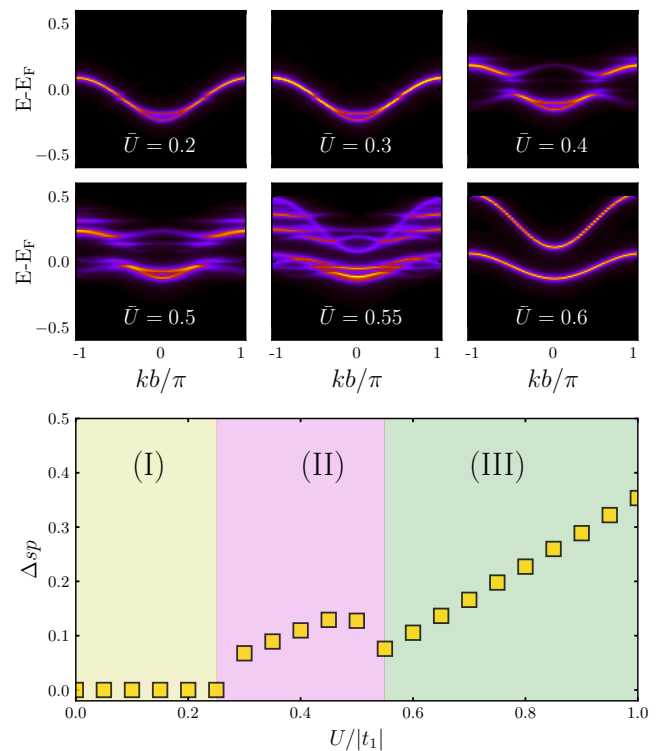 0.5
0.0
−0.5
E-E_F
Ū = 0.2
Ū = 0.3
Ū = 0.4
0.5
0.0
−0.5
E-E_F
Ū = 0.5
Ū = 0.55
Ū = 0.6
-1 0 1
-1 0 1
-1 0 1
kb/π
kb/π
kb/π
0.5
0.4
0.3
0.2
0.1
0.0
Δsp
(I)
(II)
(III)
0.0 0.2 0.4 0.6 0.8 1.0
U/|t₁|